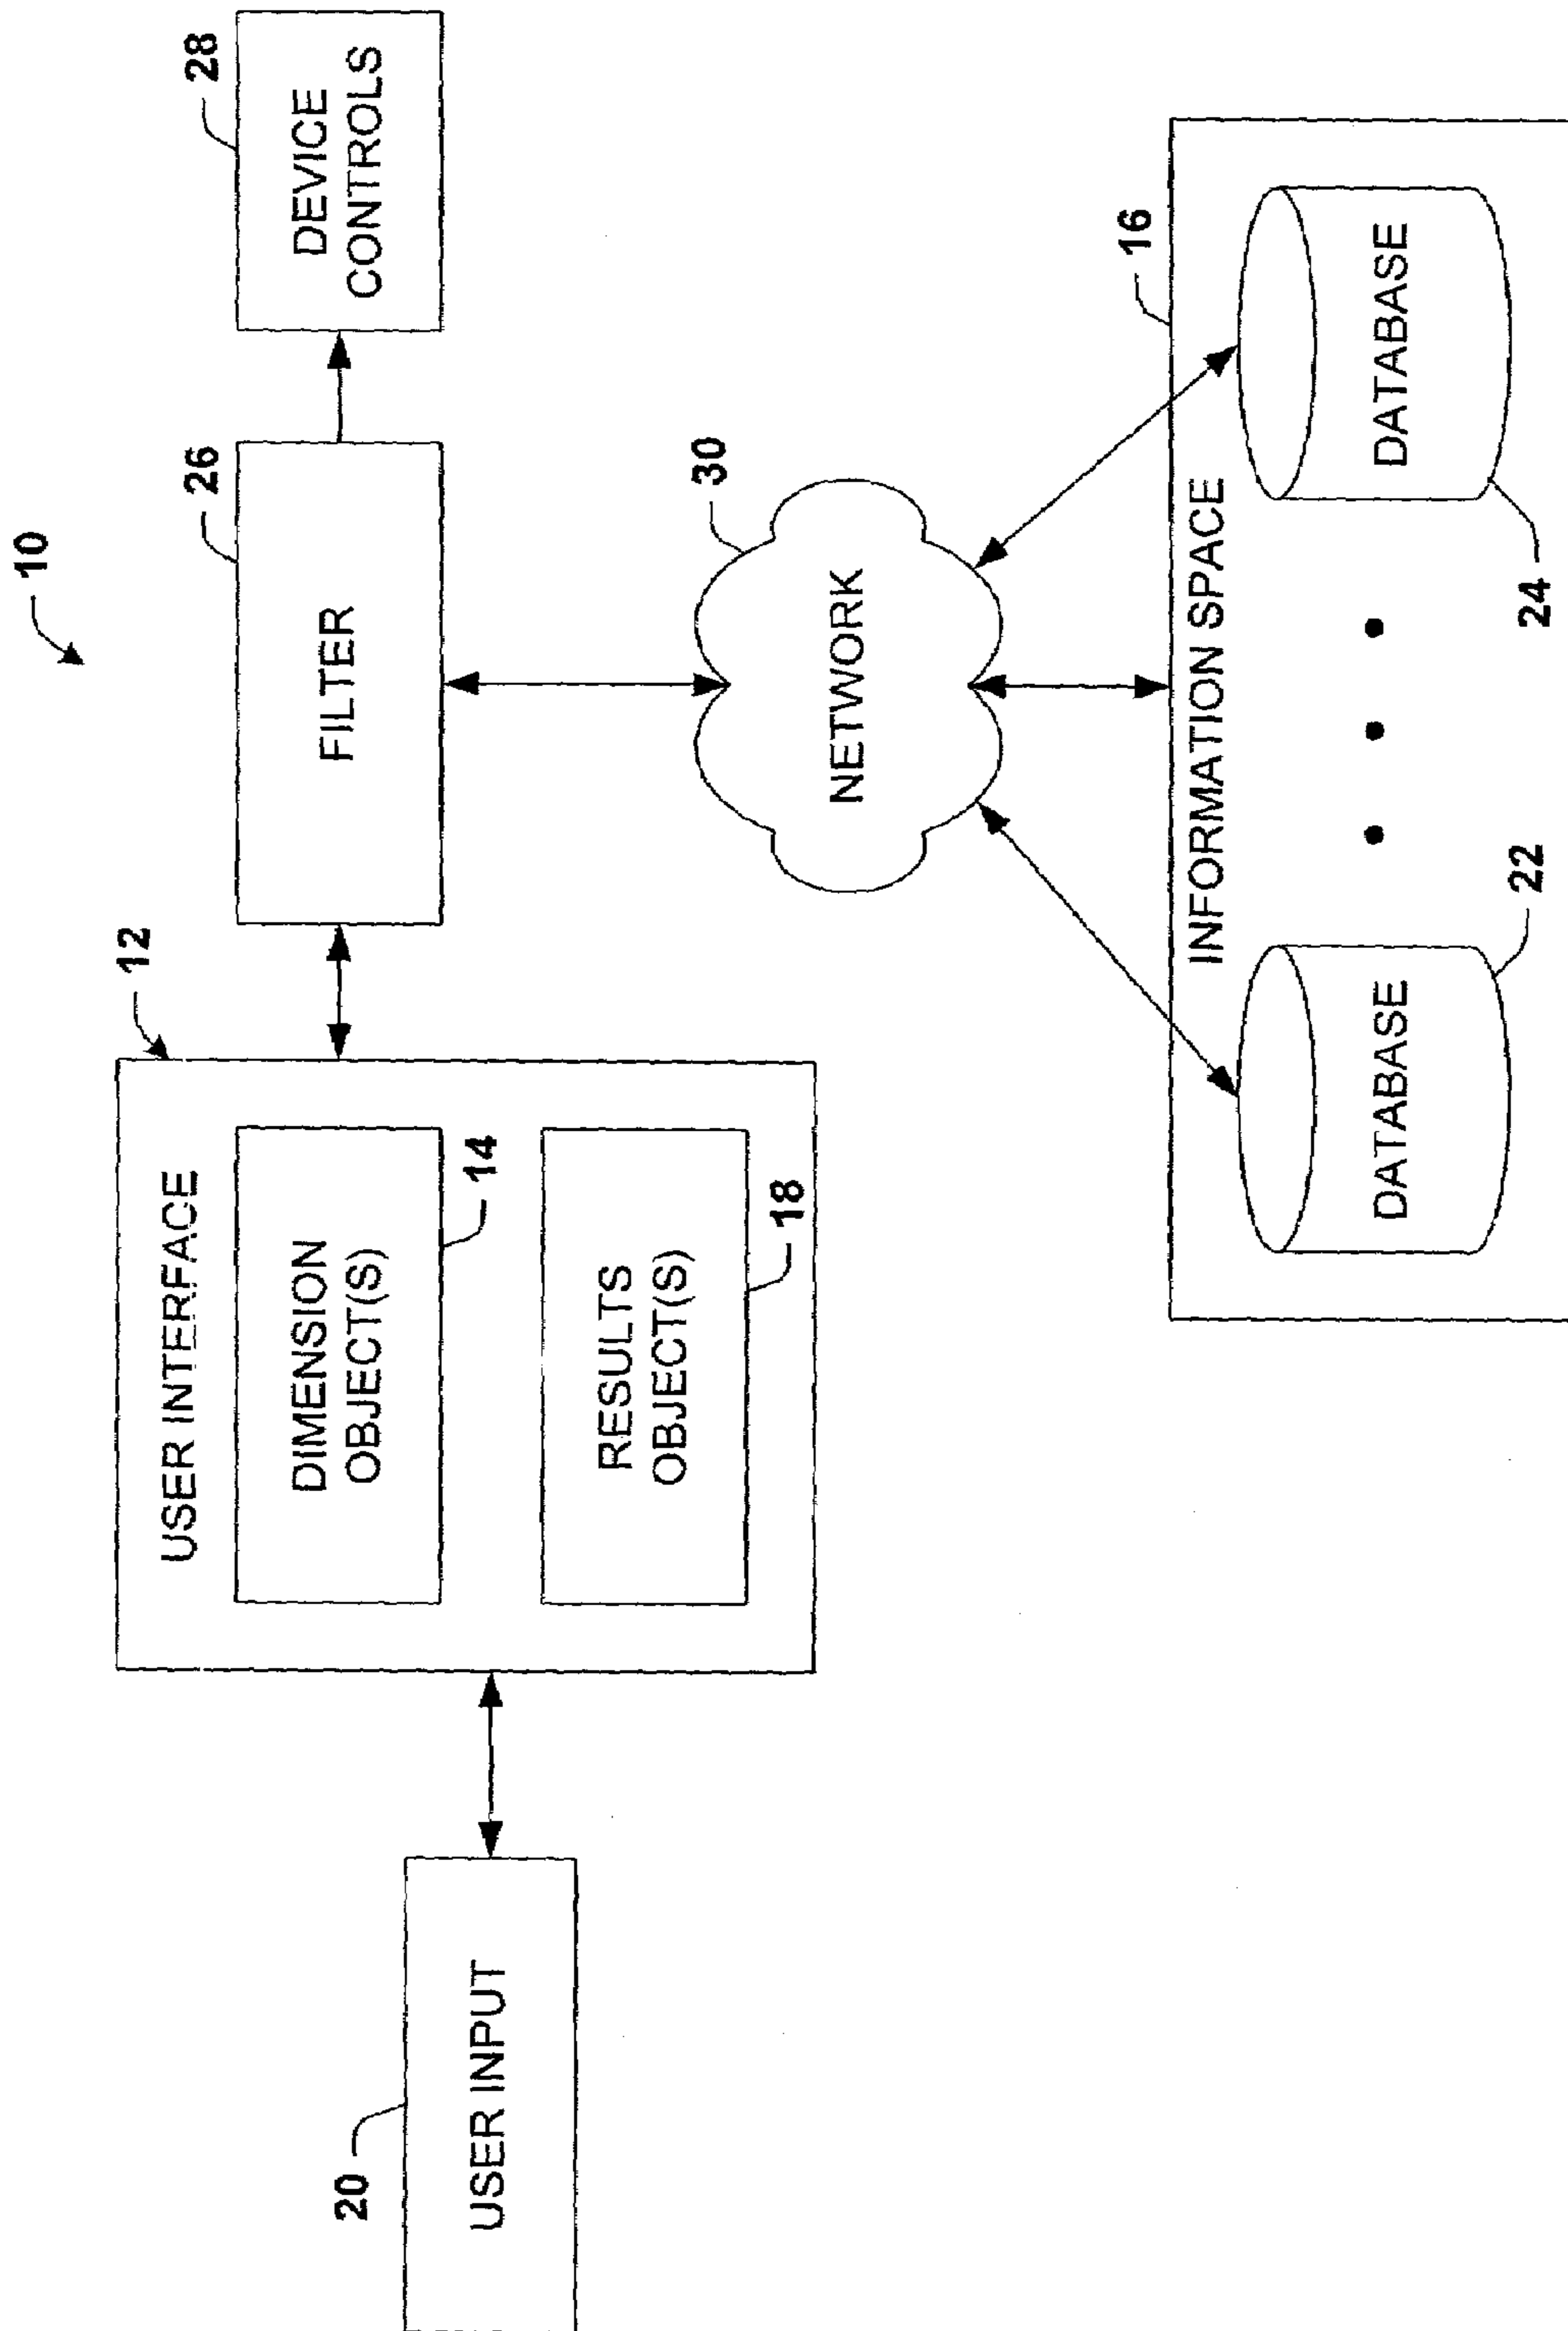 10
12
USER INTERFACE
DIMENSION
OBJECT(S)
14
RESULTS
OBJECT(S)
18
20
USER INPUT
26
FILTER
28
DEVICE
CONTROLS
30
NETWORK
16
INFORMATION SPACE
DATABASE
22
DATABASE
24